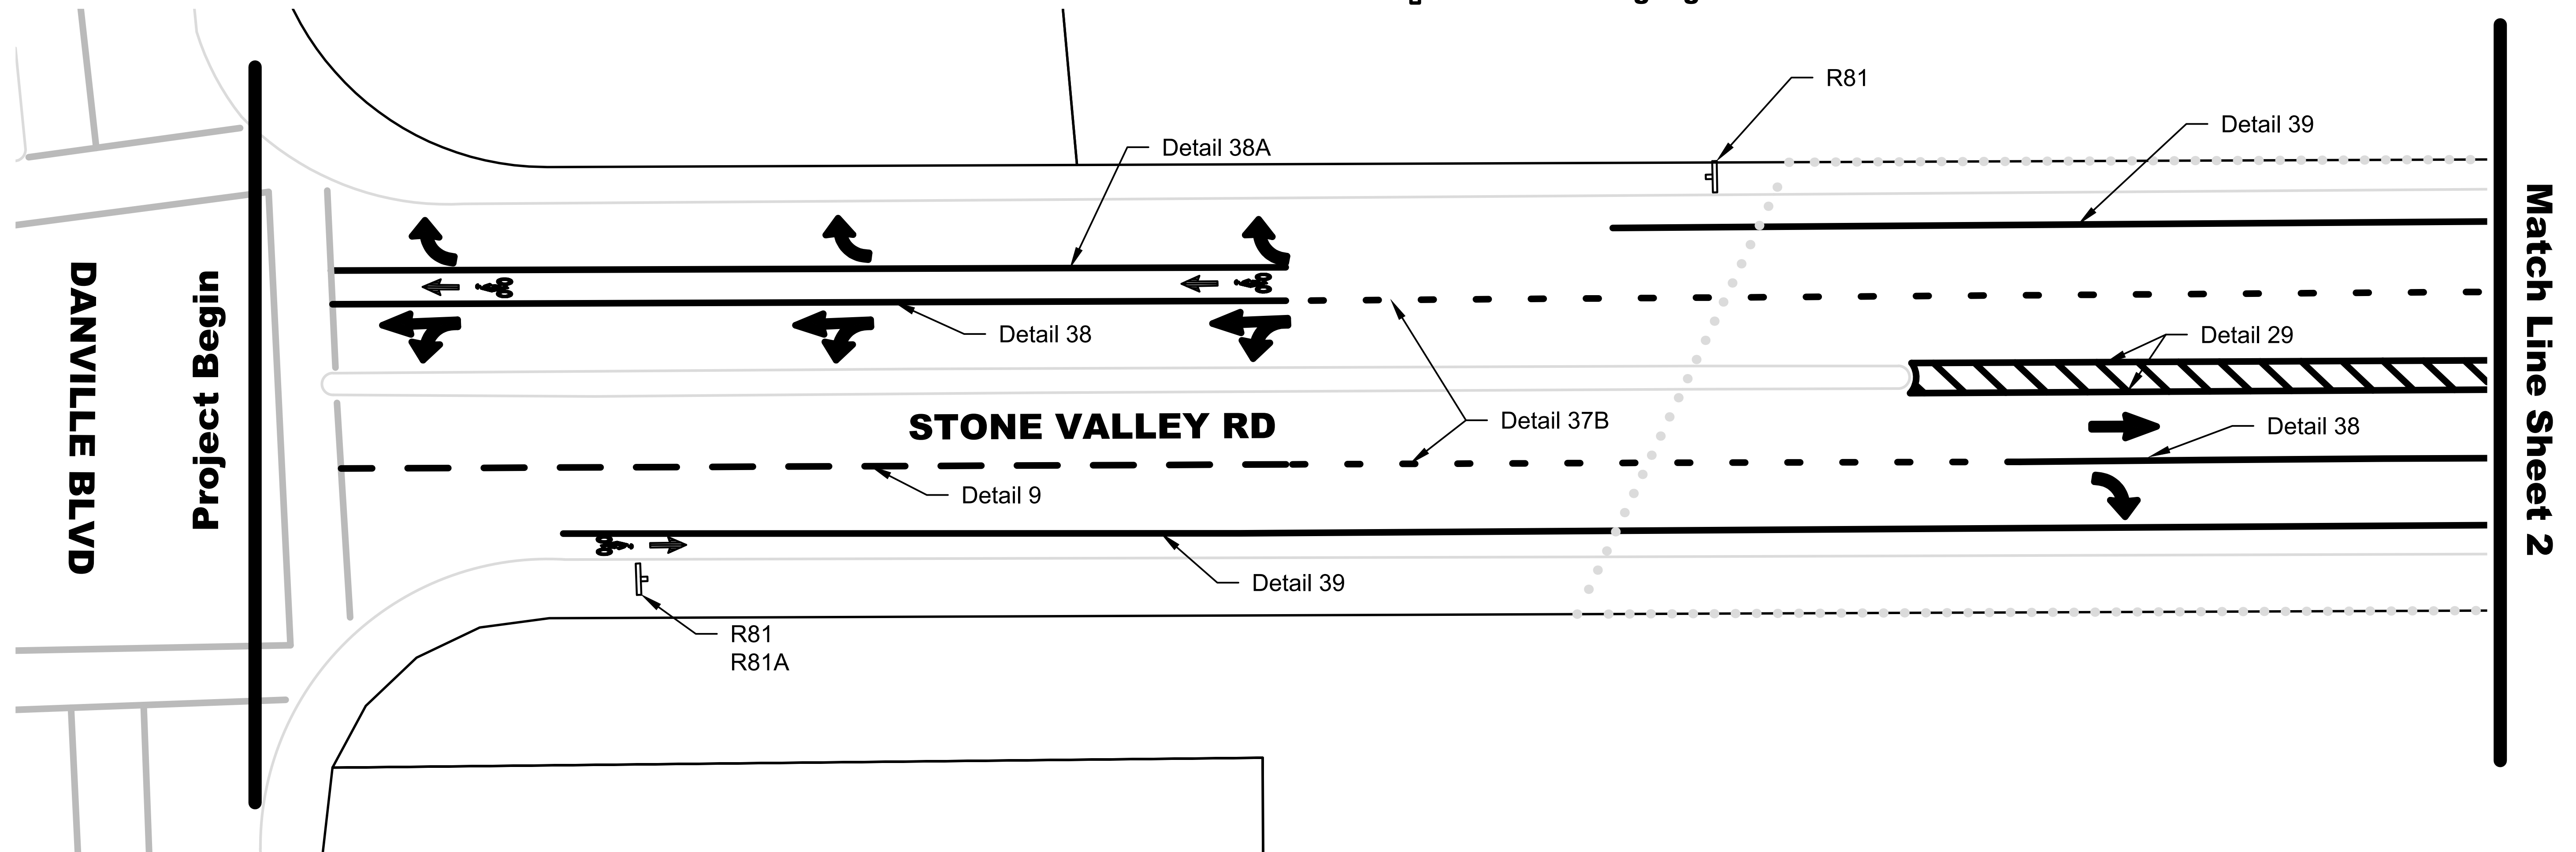 R81
Detail 39
Detail 38A
Detail 38
Detail 29
Detail 37B
STONE VALLEY RD
Detail 38
Detail 9
Detail 39
R81
R81A
DANVILLE BLVD
Project Begin
Match Line Sheet 2